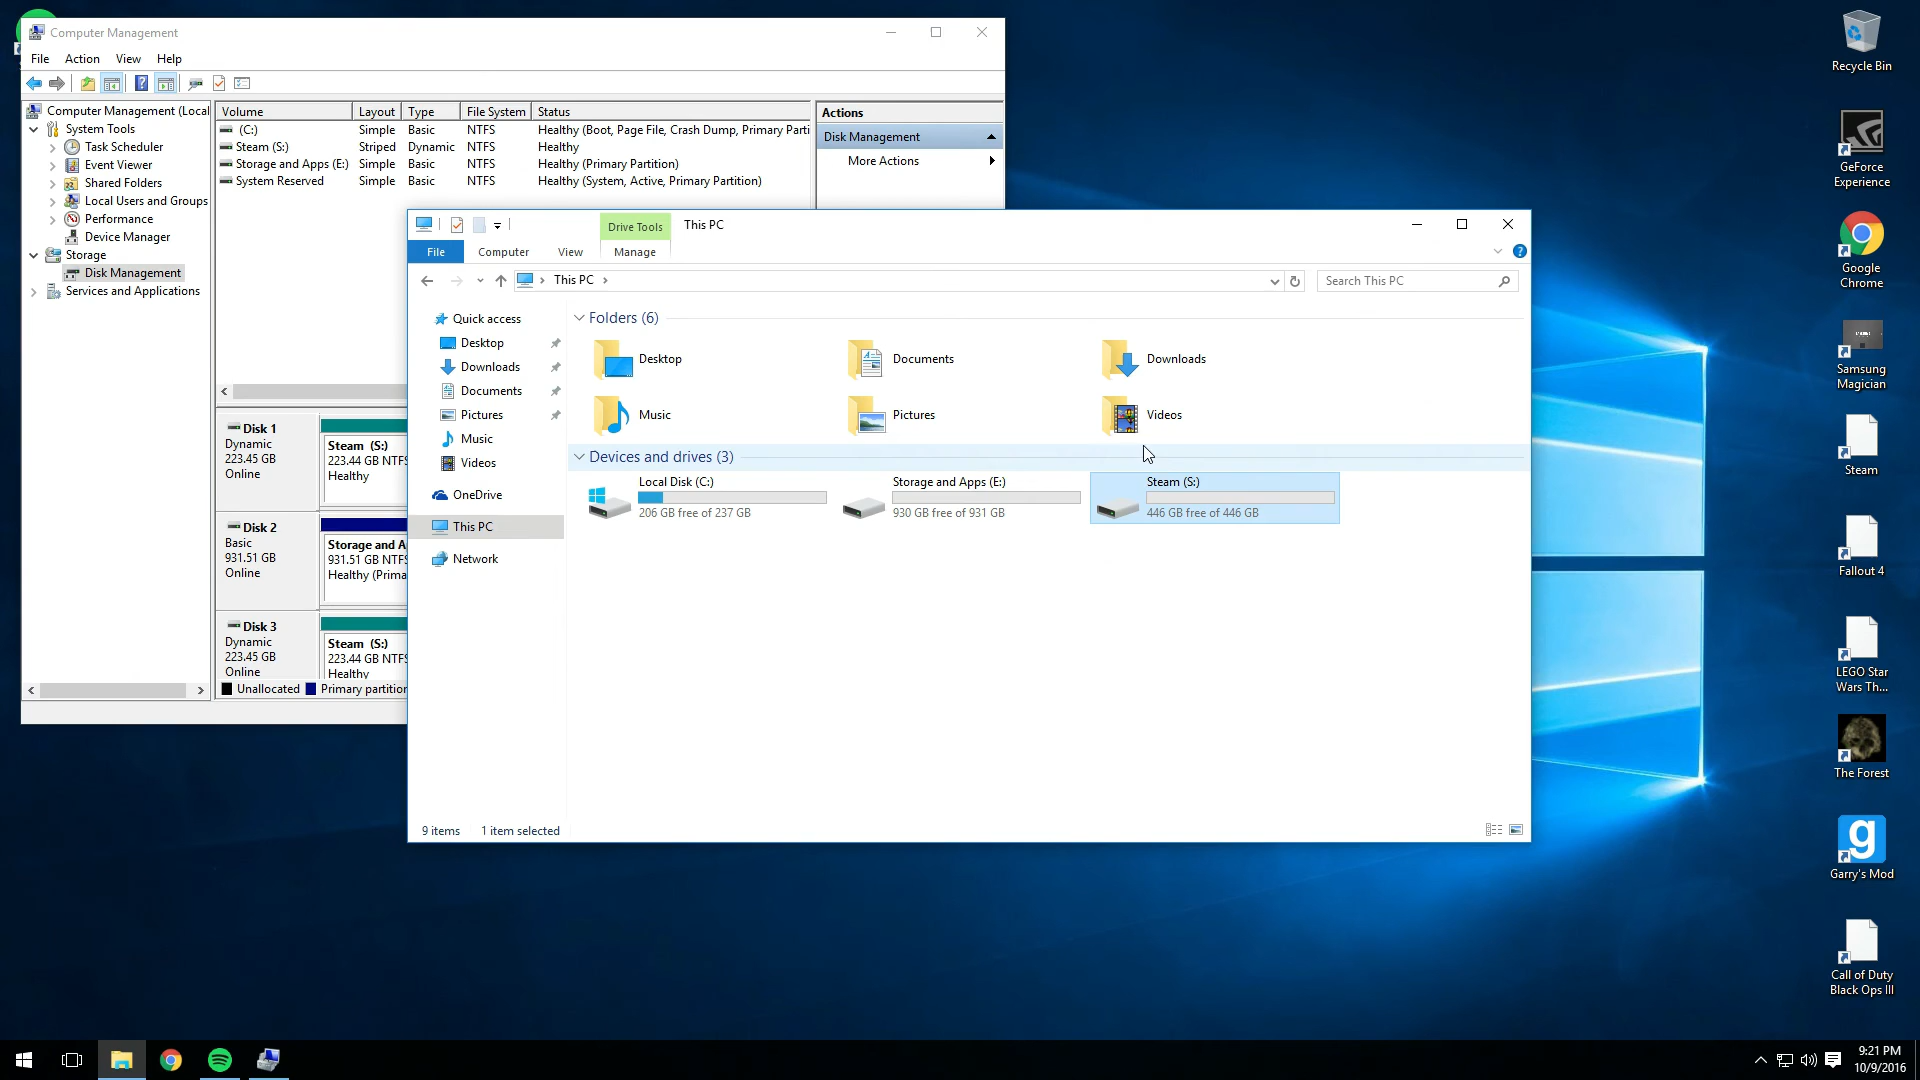 Computer Management
File Action View Help
Computer Management (Local
System Tools
Task Scheduler
Event Viewer
Shared Folders
Local Users and Groups
Performance
Device Manager
Storage
Disk Management
Services and Applications
Volume Layout Type File System Status
(C:) Simple Basic NTFS Healthy (Boot, Page File, Crash Dump, Primary Parti
Steam (S:) Striped Dynamic NTFS Healthy
Storage and Apps (E:) Simple Basic NTFS Healthy (Primary Partition)
System Reserved Simple Basic NTFS Healthy (System, Active, Primary Partition)
Actions
Disk Management
More Actions
Disk 1
Dynamic
223.45 GB
Online
Steam (S:)
223.44 GB NTFS
Healthy
Disk 2
Basic
931.51 GB
Online
Storage and A
931.51 GB NTF
Healthy (Prima
Disk 3
Dynamic
223.45 GB
Online
Steam (S:)
223.44 GB NTFS
Healthy
Unallocated Primary partition
Drive Tools This PC
File Computer View Manage
This PC
Search This PC
Quick access
Desktop
Downloads
Documents
Pictures
Music
Videos
OneDrive
This PC
Network
Folders (6)
Desktop Documents Downloads
Music Pictures Videos
Devices and drives (3)
Local Disk (C:)
206 GB free of 237 GB
Storage and Apps (E:)
930 GB free of 931 GB
Steam (S:)
446 GB free of 446 GB
9 items 1 item selected
Recycle Bin
GeForce
Experience
Google
Chrome
Samsung
Magician
Steam
Fallout 4
LEGO Star
Wars Th...
The Forest
g
Garry's Mod
Call of Duty
Black Ops III
9:21 PM
10/9/2016